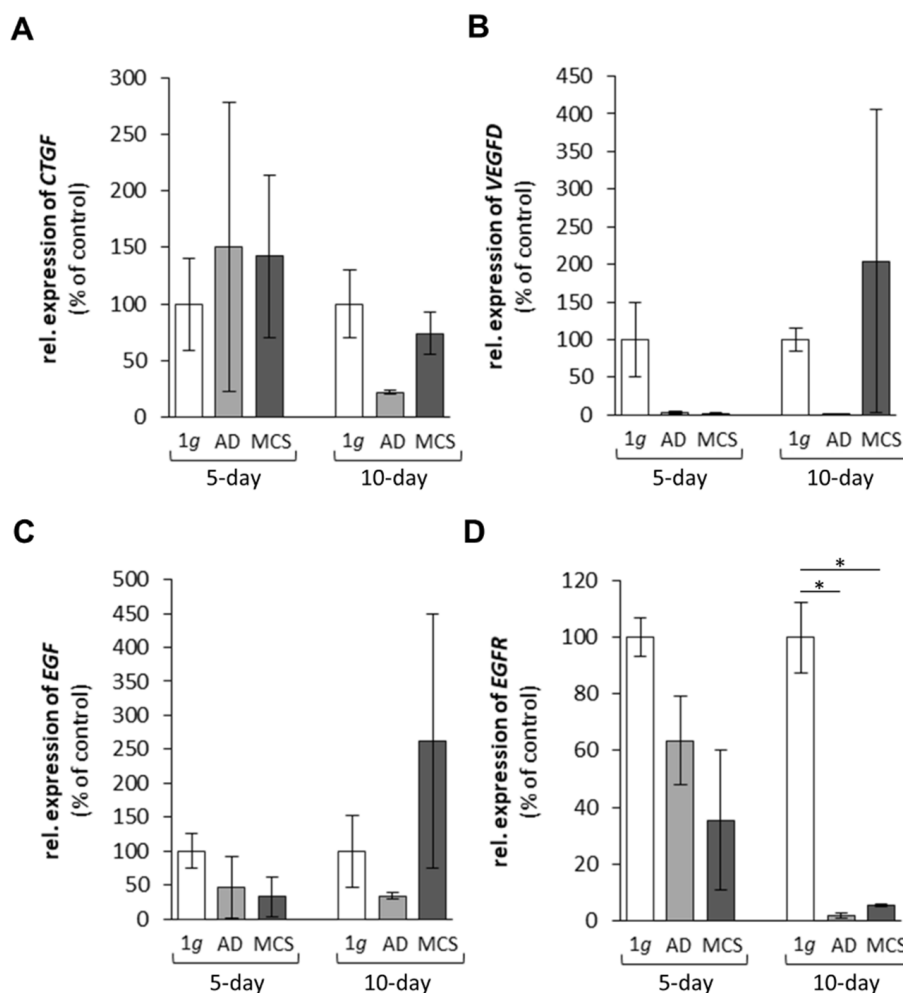 A
rel. expression of CTGF
(% of control)
300
250
200
150
100
50
0
1g AD MCS 1g AD MCS
5-day 10-day
B
rel. expression of VEGFD
(% of control)
450
400
350
300
250
200
150
100
50
0
1g AD MCS 1g AD MCS
5-day 10-day
C
rel. expression of EGF
(% of control)
500
450
400
350
300
250
200
150
100
50
0
1g AD MCS 1g AD MCS
5-day 10-day
D
rel. expression of EGFR
(% of control)
120
100
80
60
40
20
0
*
*
1g AD MCS 1g AD MCS
5-day 10-day